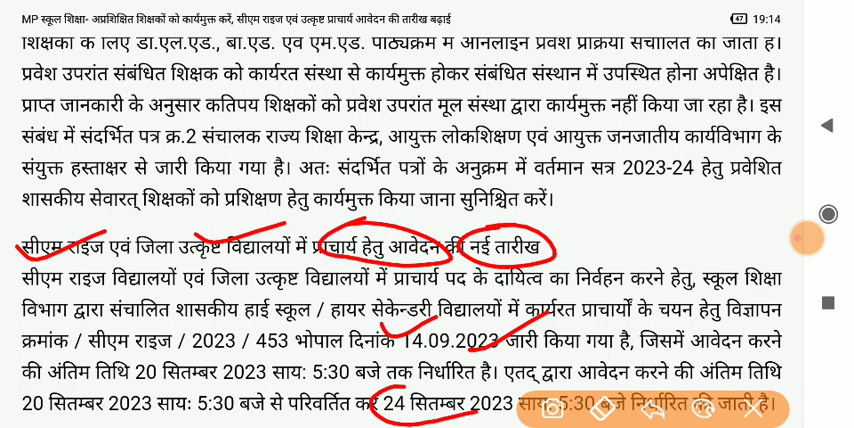 MP स्कूल शिक्षा- अप्रशिक्षित शिक्षकों को कार्यमुक्त करें, सीएम राइज एवं उत्कृष्ट प्राचार्य आवेदन की तारीख बढ़ाई
47 19:14
शिक्षकों के लिए डी.एल.एड., बी.एड. एवं एम.एड. पाठ्यक्रम में ऑनलाइन प्रवेश प्रक्रिया संचालित की जाती है।
प्रवेश उपरांत संबंधित शिक्षक को कार्यरत संस्था से कार्यमुक्त होकर संबंधित संस्थान में उपस्थित होना अपेक्षित है।
प्राप्त जानकारी के अनुसार कतिपय शिक्षकों को प्रवेश उपरांत मूल संस्था द्वारा कार्यमुक्त नहीं किया जा रहा है। इस
संबंध में संदर्भित पत्र क्र.2 संचालक राज्य शिक्षा केन्द्र, आयुक्त लोकशिक्षण एवं आयुक्त जनजातीय कार्यविभाग के
संयुक्त हस्ताक्षर से जारी किया गया है। अतः संदर्भित पत्रों के अनुक्रम में वर्तमान सत्र 2023-24 हेतु प्रवेशित
शासकीय सेवारत् शिक्षकों को प्रशिक्षण हेतु कार्यमुक्त किया जाना सुनिश्चित करें।
सीएम राइज एवं जिला उत्कृष्ट विद्यालयों में प्राचार्य हेतु आवेदन की नई तारीख
सीएम राइज विद्यालयों एवं जिला उत्कृष्ट विद्यालयों में प्राचार्य पद के दायित्व का निर्वहन करने हेतु, स्कूल शिक्षा
विभाग द्वारा संचालित शासकीय हाई स्कूल / हायर सेकेन्डरी विद्यालयों में कार्यरत प्राचार्यों के चयन हेतु विज्ञापन
क्रमांक / सीएम राइज / 2023 / 453 भोपाल दिनांक 14.09.2023 जारी किया गया है, जिसमें आवेदन करने
की अंतिम तिथि 20 सितम्बर 2023 साय: 5:30 बजे तक निर्धारित है। एतद् द्वारा आवेदन करने की अंतिम तिथि
20 सितम्बर 2023 सायः 5:30 बजे से परिवर्तित कर 24 सितम्बर 2023 सायः 5:30 बजे निर्धारित की जाती है।